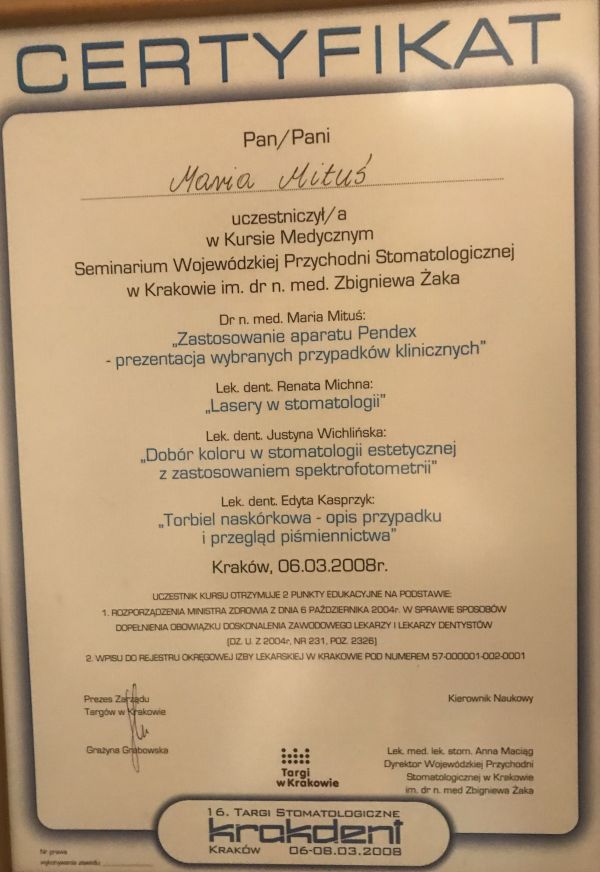 CERTYFIKAT
Pan/Pani
Maria Mituś
uczestniczył/a
w Kursie Medycznym
Seminarium Wojewódzkiej Przychodni Stomatologicznej
w Krakowie im. dr n. med. Zbigniewa Żaka
Dr n. med. Maria Mituś:
„Zastosowanie aparatu Pendex
- prezentacja wybranych przypadków klinicznych”
Lek. dent. Renata Michna:
„Lasery w stomatologii”
Lek. dent. Justyna Wichlińska:
„Dobór koloru w stomatologii estetycznej
z zastosowaniem spektrofotometrii”
Lek. dent. Edyta Kasprzyk:
„Torbiel naskórkowa - opis przypadku
i przegląd piśmiennictwa”
Kraków, 06.03.2008r.
UCZESTNIK KURSU OTRZYMUJE 2 PUNKTY EDUKACYJNE NA PODSTAWIE:
1. ROZPORZĄDZENIA MINISTRA ZDROWIA Z DNIA 6 PAŹDZIERNIKA 2004r. W SPRAWIE SPOSOBÓW
DOPEŁNIENIA OBOWIĄZKU DOSKONALENIA ZAWODOWEGO LEKARZY I LEKARZY DENTYSTÓW
(DZ. U. Z 2004r, NR 231, POZ. 2326)
2. WPISU DO REJESTRU OKRĘGOWEJ IZBY LEKARSKIEJ W KRAKOWIE POD NUMEREM 57-000001-002-0001
Prezes Zarządu
Targów w Krakowie
Grażyna Grabowska
Kierownik Naukowy
Lek. med. lek. stom. Anna Maciąg
Dyrektor Wojewódzkiej Przychodni
Stomatologicznej w Krakowie
im. dr n. med Zbigniewa Żaka
Targi
w Krakowie
16. TARGI STOMATOLOGICZNE
krakdent
KRAKÓW 06-08.03.2008
Nr prawa
wykonywania zawodu